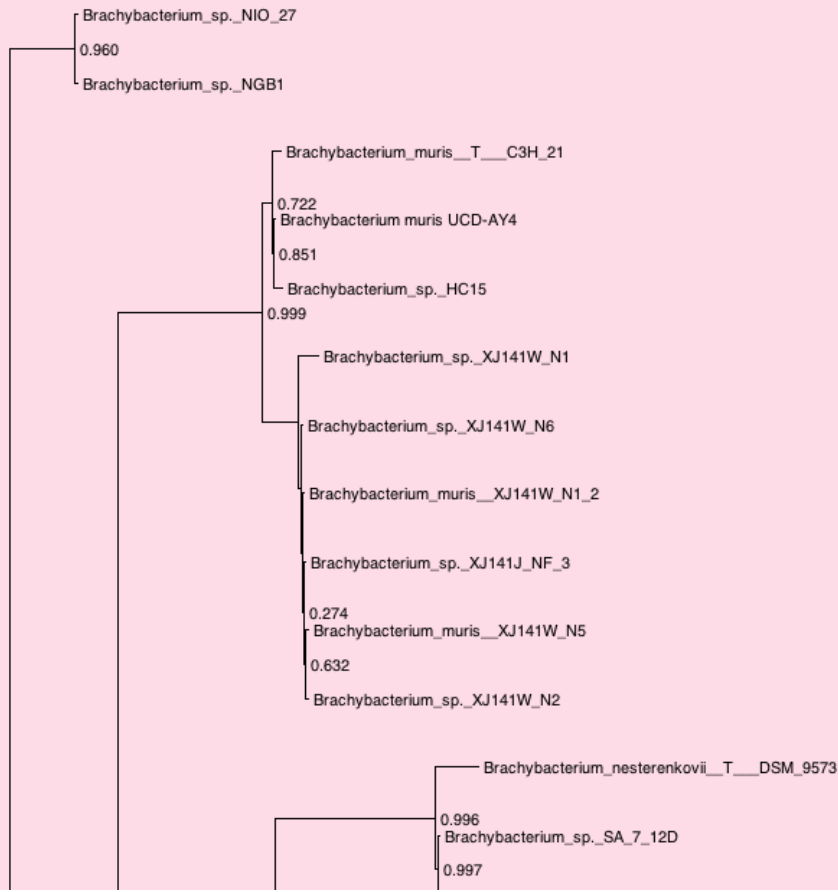 Brachybacterium_sp._NIO_27
0.960
Brachybacterium_sp._NGB1
Brachybacterium_muris__T___C3H_21
0.722
Brachybacterium muris UCD-AY4
0.851
Brachybacterium_sp._HC15
0.999
Brachybacterium_sp._XJ141W_N1
Brachybacterium_sp._XJ141W_N6
Brachybacterium_muris__XJ141W_N1_2
Brachybacterium_sp._XJ141J_NF_3
0.274
Brachybacterium_muris__XJ141W_N5
0.632
Brachybacterium_sp._XJ141W_N2
Brachybacterium_nesterenkovii__T___DSM_9573
0.996
Brachybacterium_sp._SA_7_12D
0.997